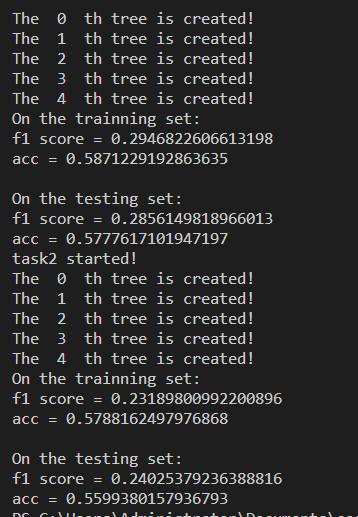 The  0  th tree is created!
The  1  th tree is created!
The  2  th tree is created!
The  3  th tree is created!
The  4  th tree is created!
On the trainning set:
f1 score = 0.2946822606613198
acc = 0.5871229192863635
On the testing set:
f1 score = 0.2856149818966013
acc = 0.5777617101947197
task2 started!
The  0  th tree is created!
The  1  th tree is created!
The  2  th tree is created!
The  3  th tree is created!
The  4  th tree is created!
On the trainning set:
f1 score = 0.23189800992200896
acc = 0.5788162497976868
On the testing set:
f1 score = 0.24025379236388816
acc = 0.5599380157936793